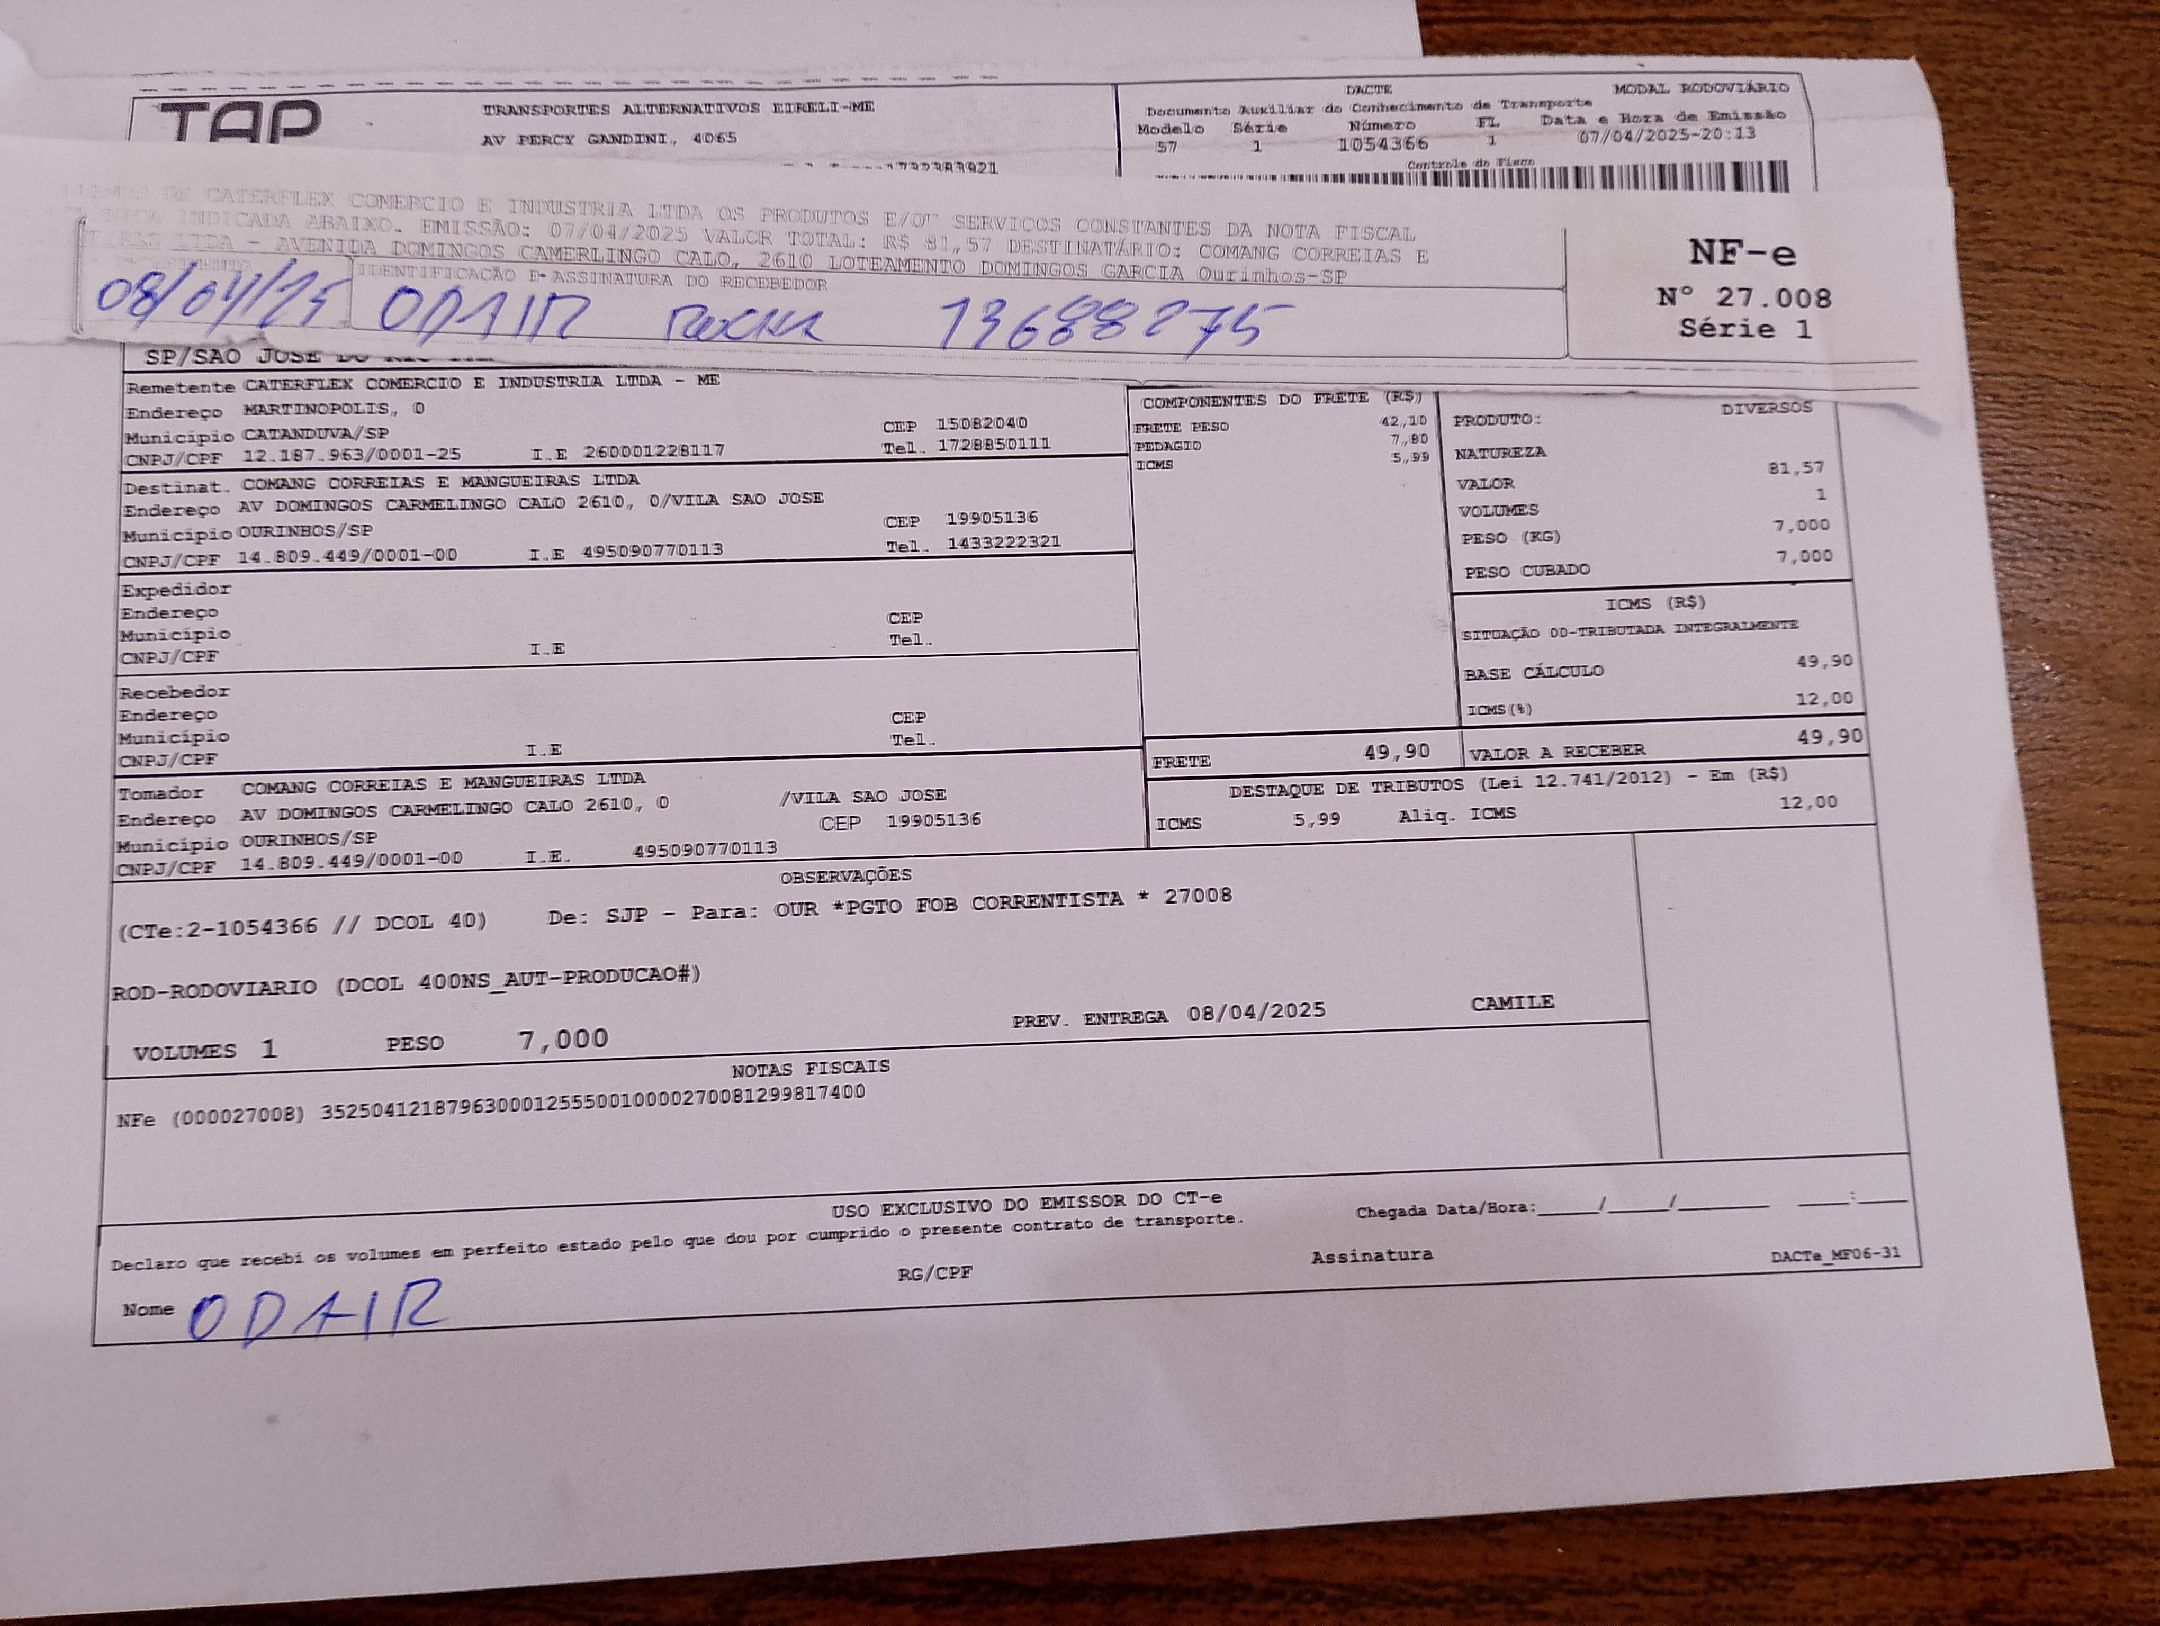 TAP
TRANSPORTES ALTERNATIVOS EIRELI-ME
AV PERCY GANDINI, 4065
DACTE
MODAL RODOVIÁRIO
Documento Auxiliar do Conhecimento de Transporte
Modelo Série Número FL Data e Hora de Emissão
57 1 1054366 1 07/04/2025-20:13
Controle do Fisco
DE CATERFLEX COMERCIO E INDUSTRIA LTDA OS PRODUTOS E/OU SERVIÇOS CONSTANTES DA NOTA FISCAL
INDICADA ABAIXO. EMISSÃO: 07/04/2025 VALOR TOTAL: R$ 81,57 DESTINATÁRIO: COMANG CORREIAS E
LTDA - AVENIDA DOMINGOS CAMERLINGO CALO, 2610 LOTEAMENTO DOMINGOS GARCIA Ourinhos-SP
IDENTIFICAÇÃO E ASSINATURA DO RECEBEDOR
08/04/25 ODAIR ROCHA 13688275
NF-e
Nº 27.008
Série 1
SP/SAO JOSE DO
Remetente CATERFLEX COMERCIO E INDUSTRIA LTDA - ME
Endereço MARTINOPOLIS, 0
Município CATANDUVA/SP CEP 15082040
CNPJ/CPF 12.187.963/0001-25 I.E 260001228117 Tel. 1728850111
Destinat. COMANG CORREIAS E MANGUEIRAS LTDA
Endereço AV DOMINGOS CARMELINGO CALO 2610, 0/VILA SAO JOSE
Município OURINHOS/SP CEP 19905136
CNPJ/CPF 14.809.449/0001-00 I.E 495090770113 Tel. 1433222321
Expedidor
Endereço
Município CEP
CNPJ/CPF I.E Tel.
Recebedor
Endereço
Município CEP
CNPJ/CPF I.E Tel.
Tomador COMANG CORREIAS E MANGUEIRAS LTDA
Endereço AV DOMINGOS CARMELINGO CALO 2610, 0 /VILA SAO JOSE
Município OURINHOS/SP CEP 19905136
CNPJ/CPF 14.809.449/0001-00 I.E. 495090770113
COMPONENTES DO FRETE (R$)
FRETE PESO 42,10
PEDAGIO 7,80
ICMS 5,99
FRETE 49,90
PRODUTO: DIVERSOS
NATUREZA
VALOR 81,57
VOLUMES 1
PESO (KG) 7,000
PESO CUBADO 7,000
ICMS (R$)
SITUAÇÃO 00-TRIBUTADA INTEGRALMENTE
BASE CÁLCULO 49,90
ICMS(%) 12,00
VALOR A RECEBER 49,90
DESTAQUE DE TRIBUTOS (Lei 12.741/2012) - Em (R$)
ICMS 5,99 Aliq. ICMS 12,00
OBSERVAÇÕES
(CTe:2-1054366 // DCOL 40) De: SJP - Para: OUR *PGTO FOB CORRENTISTA * 27008
ROD-RODOVIARIO (DCOL 400NS_AUT-PRODUCAO#)
VOLUMES 1 PESO 7,000 PREV. ENTREGA 08/04/2025 CAMILE
NOTAS FISCAIS
NFe (000027008) 35250412187963000125550010000270081299817400
USO EXCLUSIVO DO EMISSOR DO CT-e
Declaro que recebi os volumes em perfeito estado pelo que dou por cumprido o presente contrato de transporte.
Chegada Data/Hora:_____/_____/________ ____:____
Nome ODAIR RG/CPF Assinatura DACTe_MF06-31